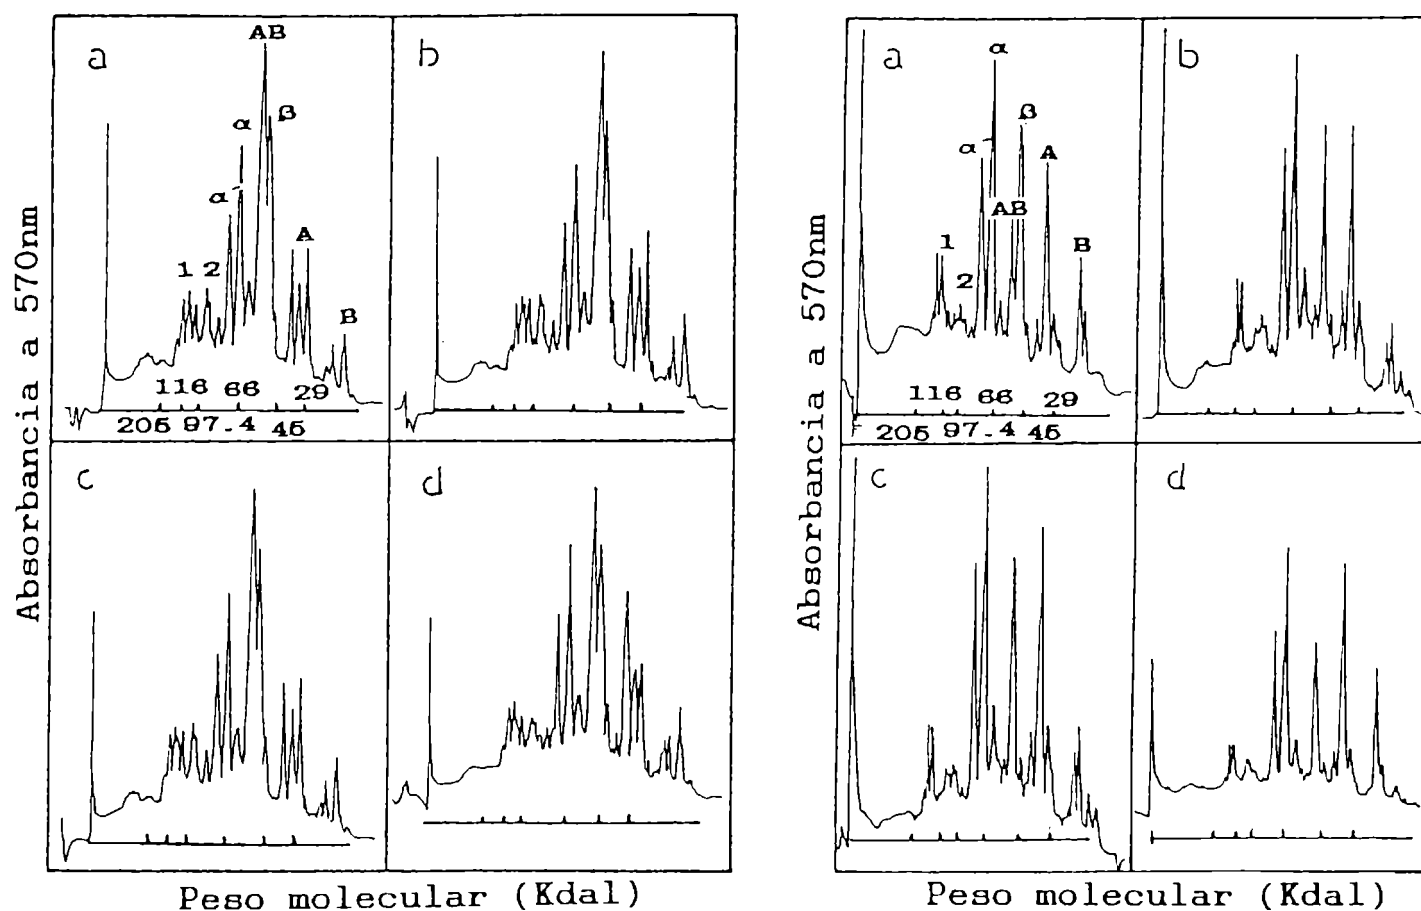 a
AB
α
β
α´
1 2
A
B
116 66 29
205 97.4 45
b
c
d
Absorbancia a 570nm
Peso molecular (Kdal)
a
α
β
α´
A
AB
1
2
B
116 66 29
205 97.4 45
b
c
d
Absorbancia a 570nm
Peso molecular (Kdal)